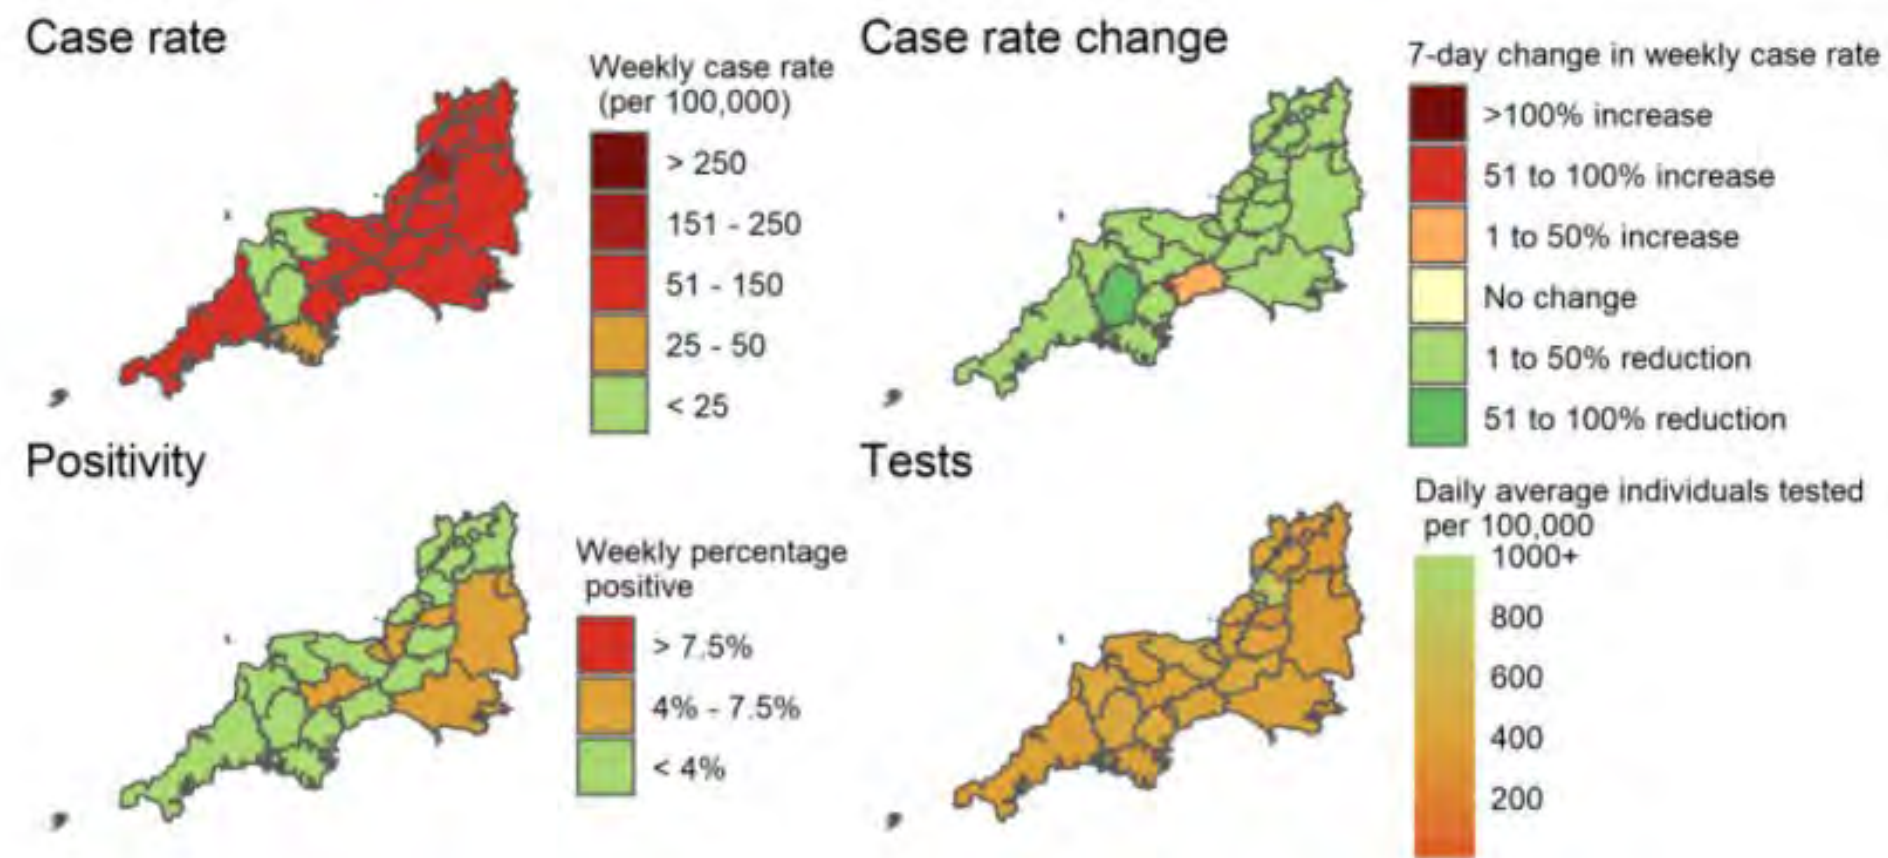 Case rate
Weekly case rate
(per 100,000)
> 250
151 - 250
51 - 150
25 - 50
< 25
Case rate change
7-day change in weekly case rate
>100% increase
51 to 100% increase
1 to 50% increase
No change
1 to 50% reduction
51 to 100% reduction
Positivity
Weekly percentage
positive
> 7.5%
4% - 7.5%
< 4%
Tests
Daily average individuals tested
per 100,000
1000+
800
600
400
200